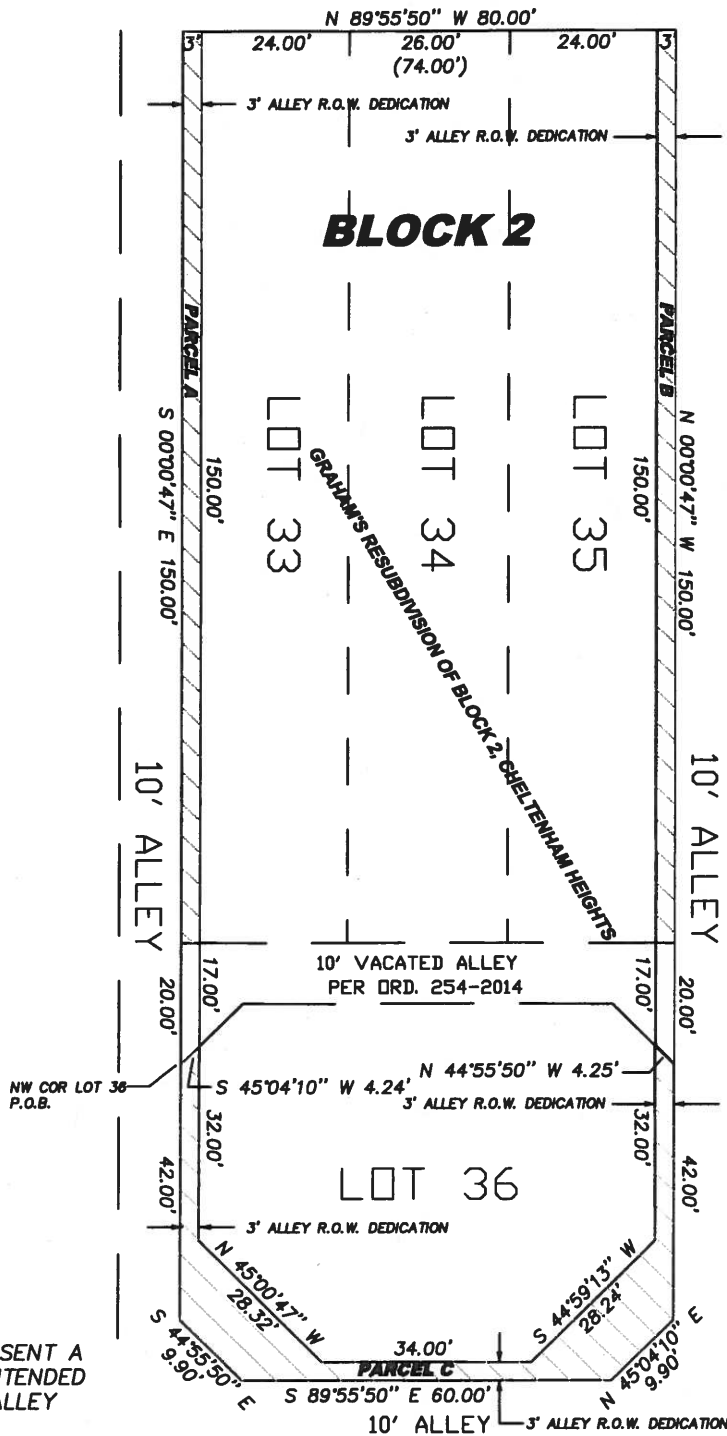 N 89°55'50" W 80.00'
3' 24.00' 26.00' 24.00' 3'
(74.00')
3' ALLEY R.O.W. DEDICATION
3' ALLEY R.O.W. DEDICATION
BLOCK 2
PARCEL A
PARCEL B
S 00°00'47" E 150.00'
150.00'
LOT 33
LOT 34
LOT 35
150.00'
N 00°00'47" W 150.00'
GRAHAM'S RESUBDIVISION OF BLOCK 2, CHELTENHAM HEIGHTS
10' ALLEY
10' ALLEY
10' VACATED ALLEY
PER ORD. 254-2014
20.00'
17.00'
17.00'
20.00'
NW COR LOT 36
P.O.B.
S 45°04'10" W 4.24'
N 44°55'50" W 4.25'
3' ALLEY R.O.W. DEDICATION
42.00'
32.00'
32.00'
42.00'
LOT 36
3' ALLEY R.O.W. DEDICATION
N 45°00'47" W
28.32'
S 44°59'13" W
28.24'
S 44°55'50" E
9.90'
34.00'
PARCEL C
N 45°04'10" E
9.90'
S 89°55'50" E 60.00'
10' ALLEY
3' ALLEY R.O.W. DEDICATION
SENT A
TENDED
ALLEY